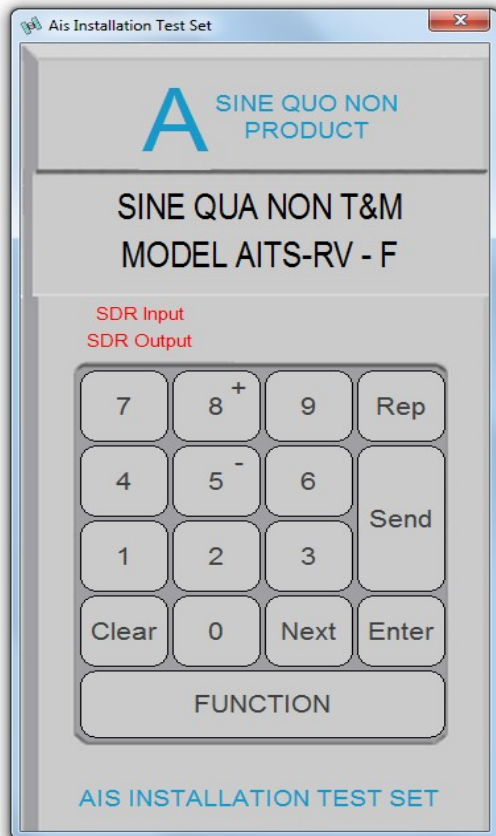 Ais Installation Test Set
A SINE QUO NON
PRODUCT
SINE QUA NON T&M
MODEL AITS-RV - F
SDR Input
SDR Output
7 8 + 9 Rep
4 5 - 6
Send
1 2 3
Clear 0 Next Enter
FUNCTION
AIS INSTALLATION TEST SET